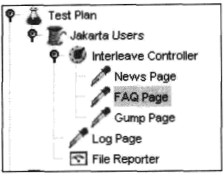 Test Plan
Jakarta Users
Interleave Controller
News Page
FAQ Page
Gump Page
Log Page
File Reporter